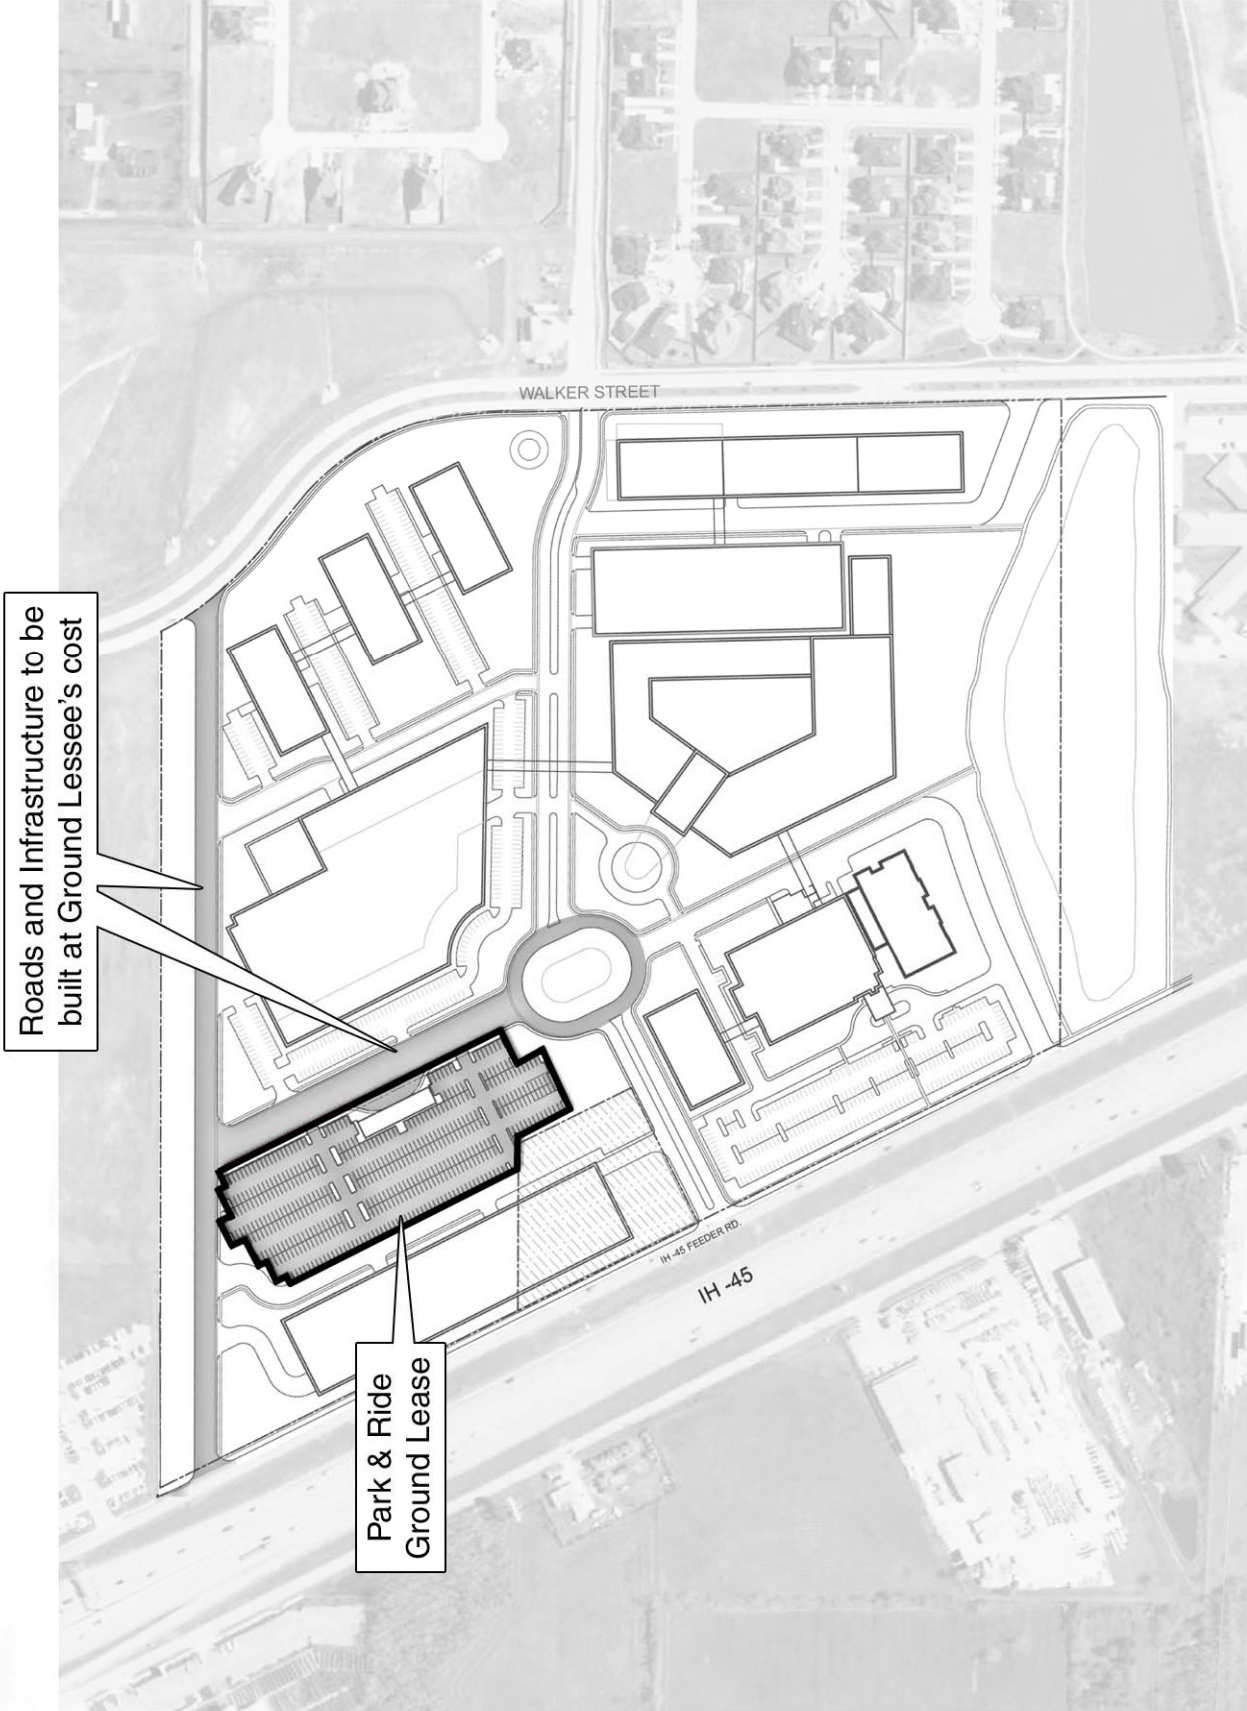 Roads and Infrastructure to be
built at Ground Lessee's cost
WALKER STREET
IH -45 FEEDER RD.
IH -45
Park & Ride
Ground Lease